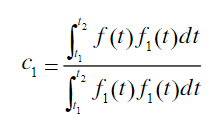 c₁ = ∫_{t₁}^{t₂} f(t)f₁(t)dt / ∫_{t₁}^{t₂} f₁(t)f₁(t)dt